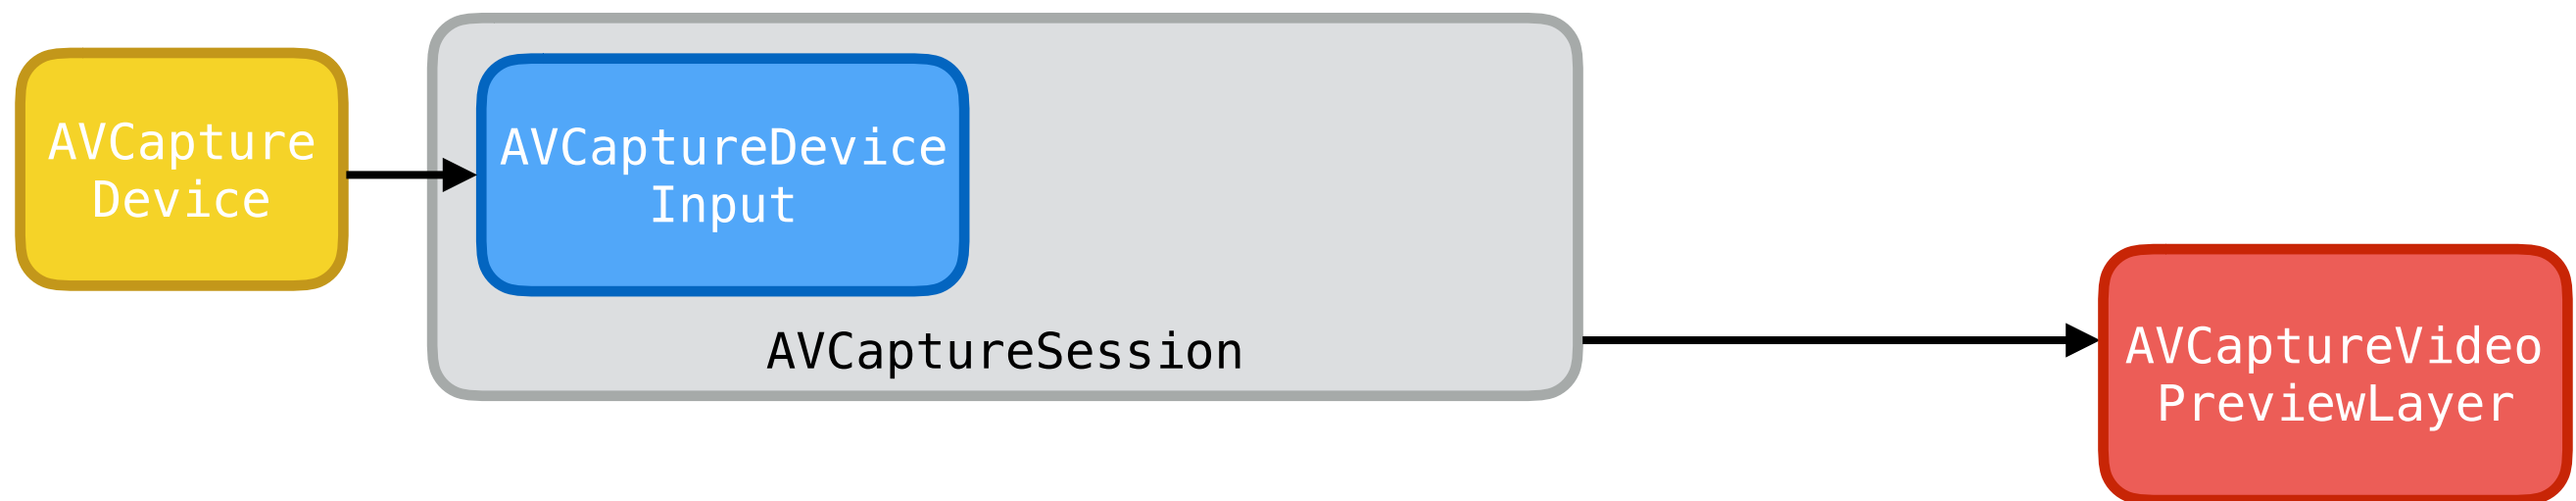 AVCapture
Device
AVCaptureDevice
Input
AVCaptureSession
AVCaptureVideo
PreviewLayer